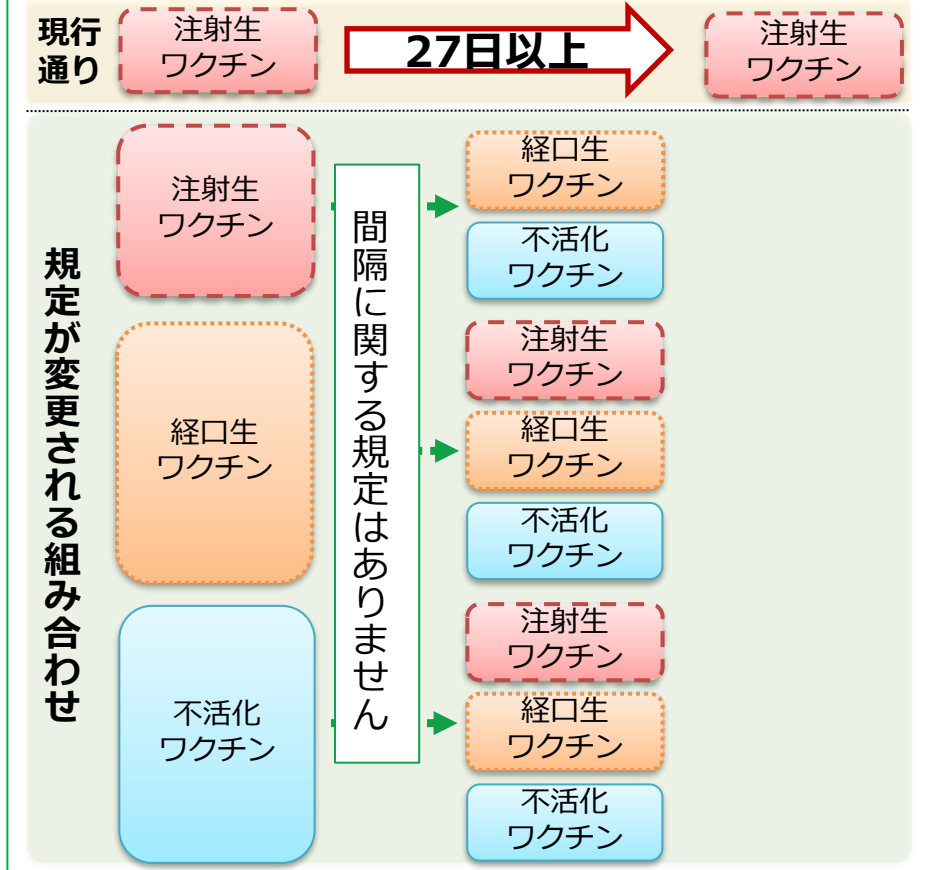 現行
通り
注射生
ワクチン
27日以上
注射生
ワクチン
規定が変更される組み合わせ
注射生
ワクチン
間隔に関する規定はありません
経口生
ワクチン
不活化
ワクチン
経口生
ワクチン
注射生
ワクチン
経口生
ワクチン
不活化
ワクチン
不活化
ワクチン
注射生
ワクチン
経口生
ワクチン
不活化
ワクチン